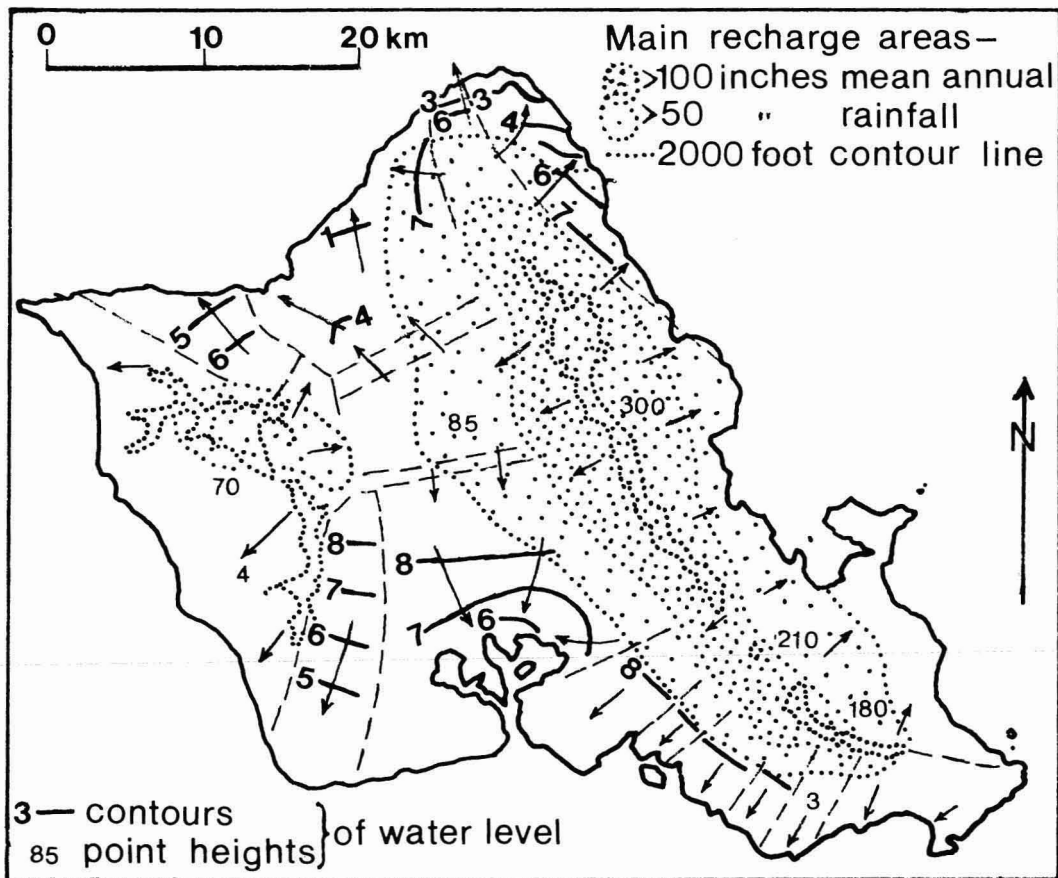 0 10 20 km
Main recharge areas–
>100 inches mean annual
>50 " rainfall
2000 foot contour line
3 3
6
4
7
6
7
1
5
6
4
300
85
70
N
8
8
4
7
7
6
6
5
210
8
180
3
3 — contours
85 point heights
} of water level